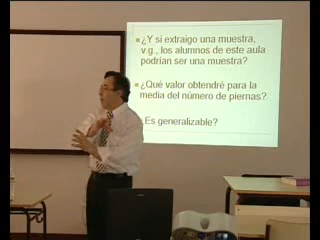 ¿Y si extraigo una muestra,
v.g., los alumnos de este aula
podrían ser una muestra?
¿Qué valor obtendré para la
media del número de piernas?
Es generalizable?